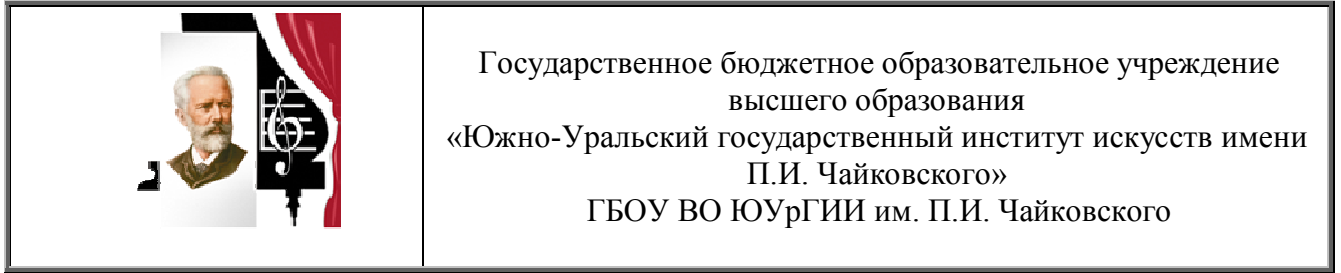 Государственное бюджетное образовательное учреждение
высшего образования
«Южно-Уральский государственный институт искусств имени
П.И. Чайковского»
ГБОУ ВО ЮУрГИИ им. П.И. Чайковского